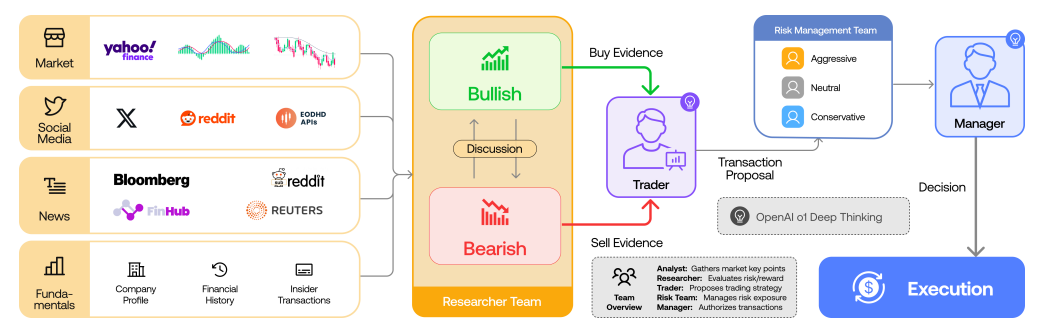 Market
yahoo!
finance
Social
Media
X
reddit
EODHD
APIs
News
Bloomberg
reddit
FinHub
REUTERS
Funda-
mentals
Company
Profile
Financial
History
Insider
Transactions
Bullish
Discussion
Bearish
Researcher Team
Buy Evidence
Sell Evidence
Trader
Transaction
Proposal
Risk Management Team
Aggressive
Neutral
Conservative
Manager
Decision
OpenAI o1 Deep Thinking
Team
Overview
Analyst: Gathers market key points
Researcher: Evaluates risk/reward
Trader: Proposes trading strategy
Risk Team: Manages risk exposure
Manager: Authorizes transactions
$
Execution